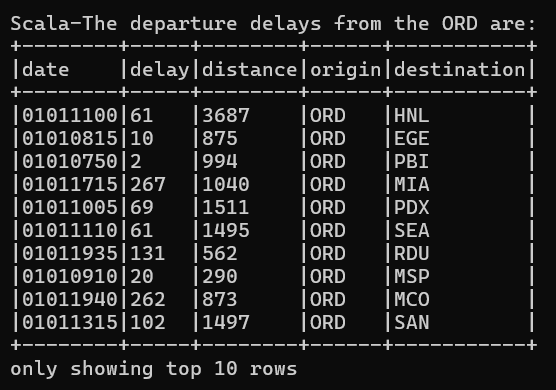 Scala-The departure delays from the ORD are:
+--------+-----+--------+------+-----------+
|date    |delay|distance|origin|destination|
+--------+-----+--------+------+-----------+
|01011100|61   |3687    |ORD   |HNL        |
|01010815|10   |875     |ORD   |EGE        |
|01010750|2    |994     |ORD   |PBI        |
|01011715|267  |1040    |ORD   |MIA        |
|01011005|69   |1511    |ORD   |PDX        |
|01011110|61   |1495    |ORD   |SEA        |
|01011935|131  |562     |ORD   |RDU        |
|01010910|20   |290     |ORD   |MSP        |
|01011940|262  |873     |ORD   |MCO        |
|01011315|102  |1497    |ORD   |SAN        |
+--------+-----+--------+------+-----------+
only showing top 10 rows